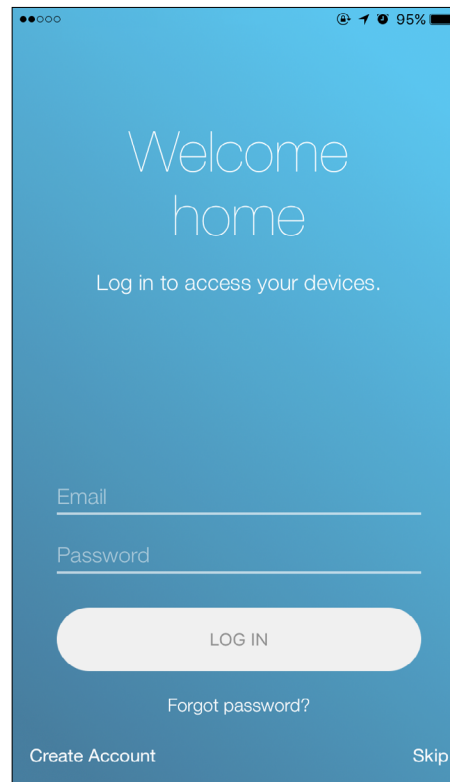 95%
Welcome
home
Log in to access your devices.
Email
Password
LOG IN
Forgot password?
Create Account Skip